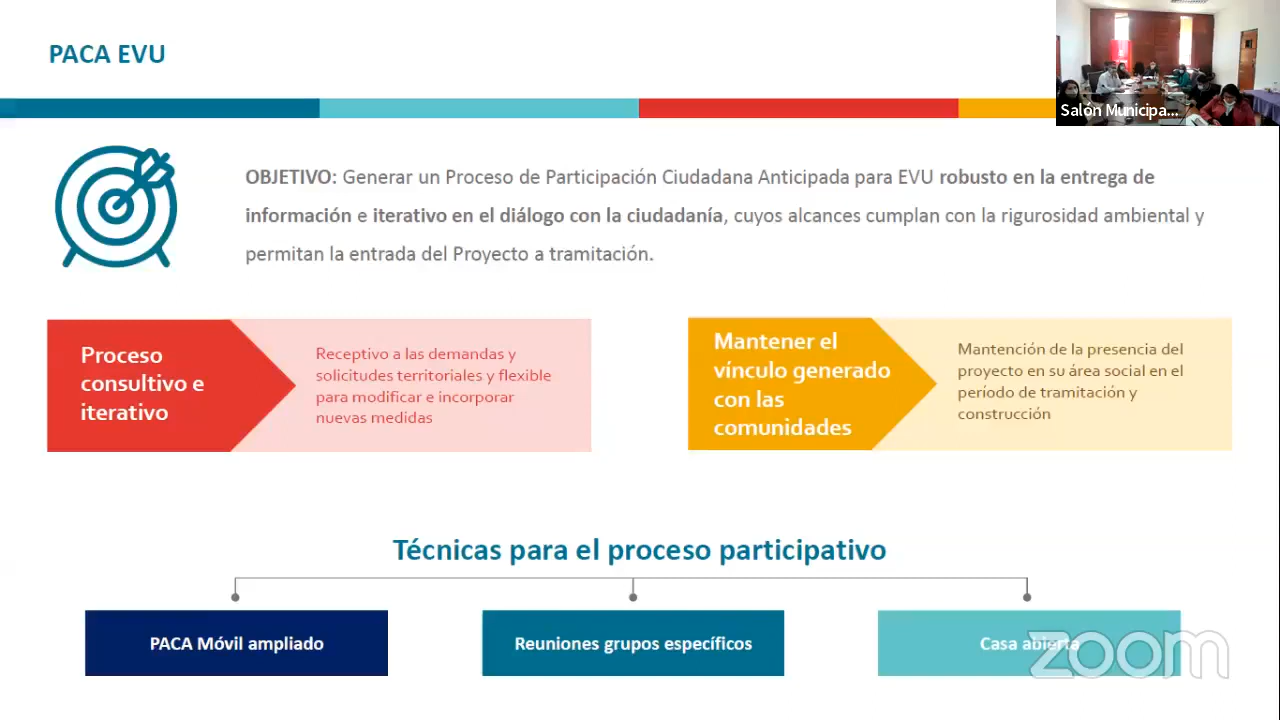 PACA EVU
Salón Municipa...
OBJETIVO: Generar un Proceso de Participación Ciudadana Anticipada para EVU robusto en la entrega de
información e iterativo en el diálogo con la ciudadanía, cuyos alcances cumplan con la rigurosidad ambiental y
permitan la entrada del Proyecto a tramitación.
Proceso
consultivo e
iterativo
Receptivo a las demandas y
solicitudes territoriales y flexible
para modificar e incorporar
nuevas medidas
Mantener el
vínculo generado
con las
comunidades
Mantención de la presencia del
proyecto en su área social en el
período de tramitación y
construcción
Técnicas para el proceso participativo
PACA Móvil ampliado
Reuniones grupos específicos
Casa abierta
zoom